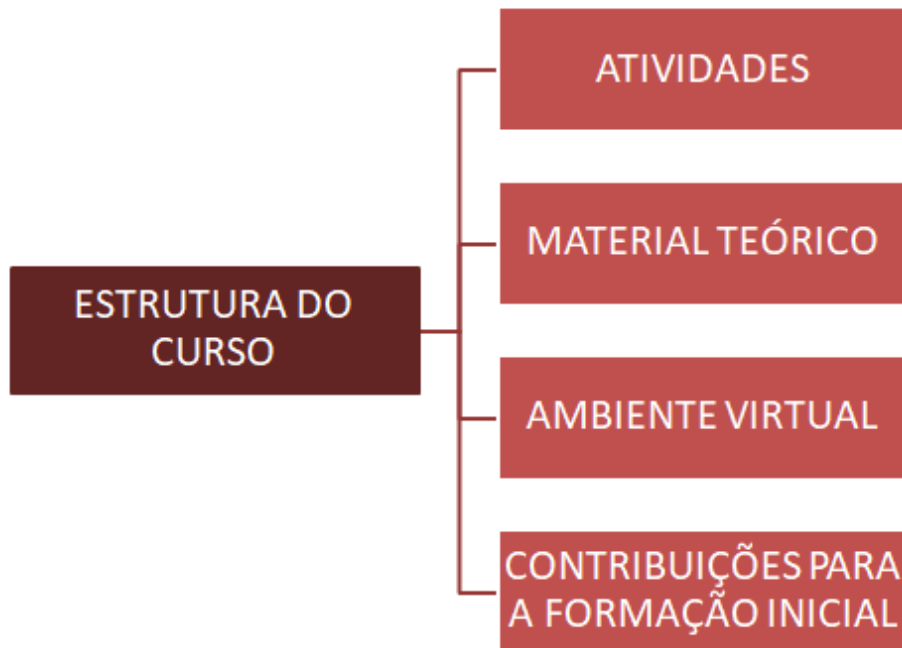 ATIVIDADES
MATERIAL TEÓRICO
ESTRUTURA DO
CURSO
AMBIENTE VIRTUAL
CONTRIBUIÇÕES PARA
A FORMAÇÃO INICIAL